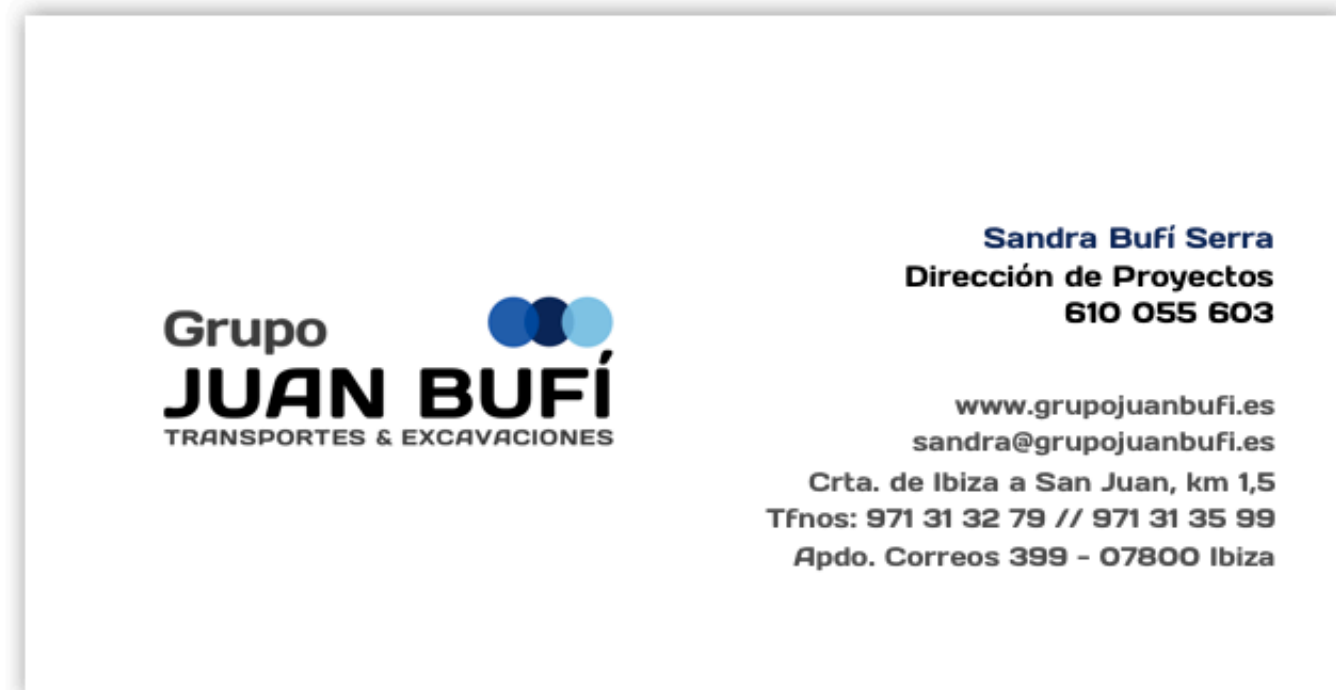 Grupo
JUAN BUFÍ
TRANSPORTES & EXCAVACIONES
Sandra Bufí Serra
Dirección de Proyectos
610 055 603
www.grupojuanbufi.es
sandra@grupojuanbufi.es
Crta. de Ibiza a San Juan, km 1,5
Tfnos: 971 31 32 79 // 971 31 35 99
Apdo. Correos 399 - 07800 Ibiza